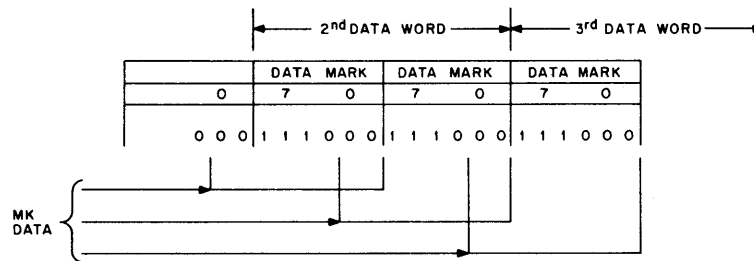 2nd DATA WORD 3rd DATA WORD
DATA MARK DATA MARK DATA MARK
0 7 0 7 0 7 0
0 0 0 1 1 1 0 0 0 1 1 1 0 0 0 1 1 1 0 0 0
MK
DATA